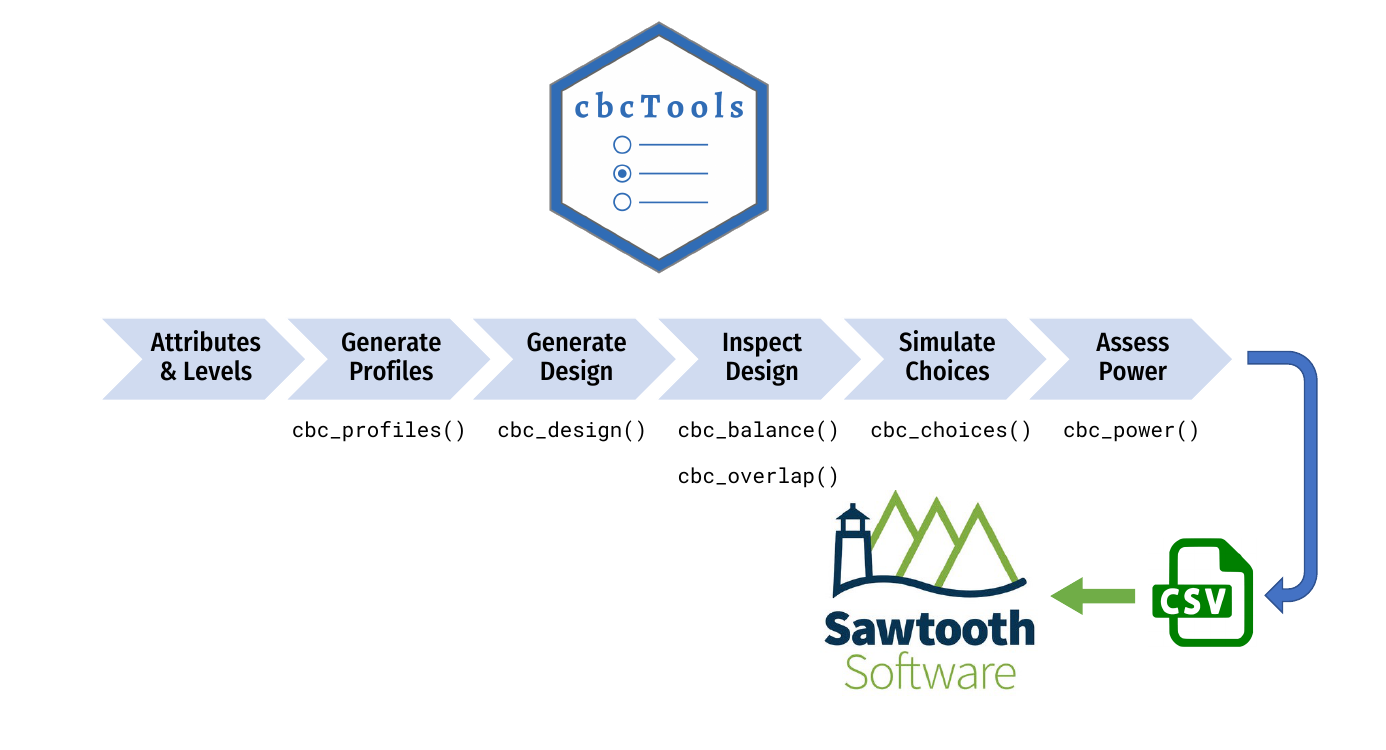 cbcTools
Attributes
& Levels
Generate
Profiles
Generate
Design
Inspect
Design
Simulate
Choices
Assess
Power
cbc_profiles()
cbc_design()
cbc_balance()
cbc_choices()
cbc_power()
cbc_overlap()
CSV
Sawtooth
Software